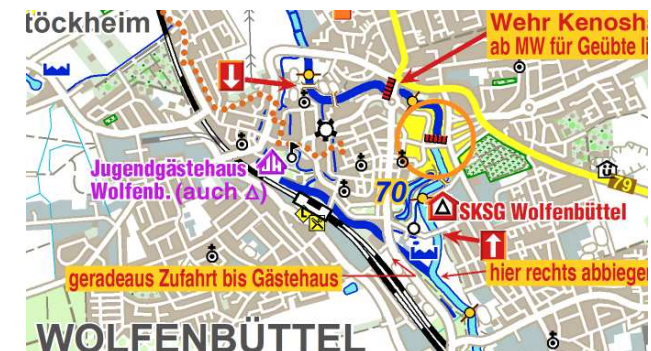 töckheim
Wehr Kenosha
ab MW für Geübte li
Jugendgästehaus
Wolfenb. (auch △)
70
79
SKSG Wolfenbüttel
geradeaus Zufahrt bis Gästehaus
hier rechts abbiegen
WOLFENBÜTTEL